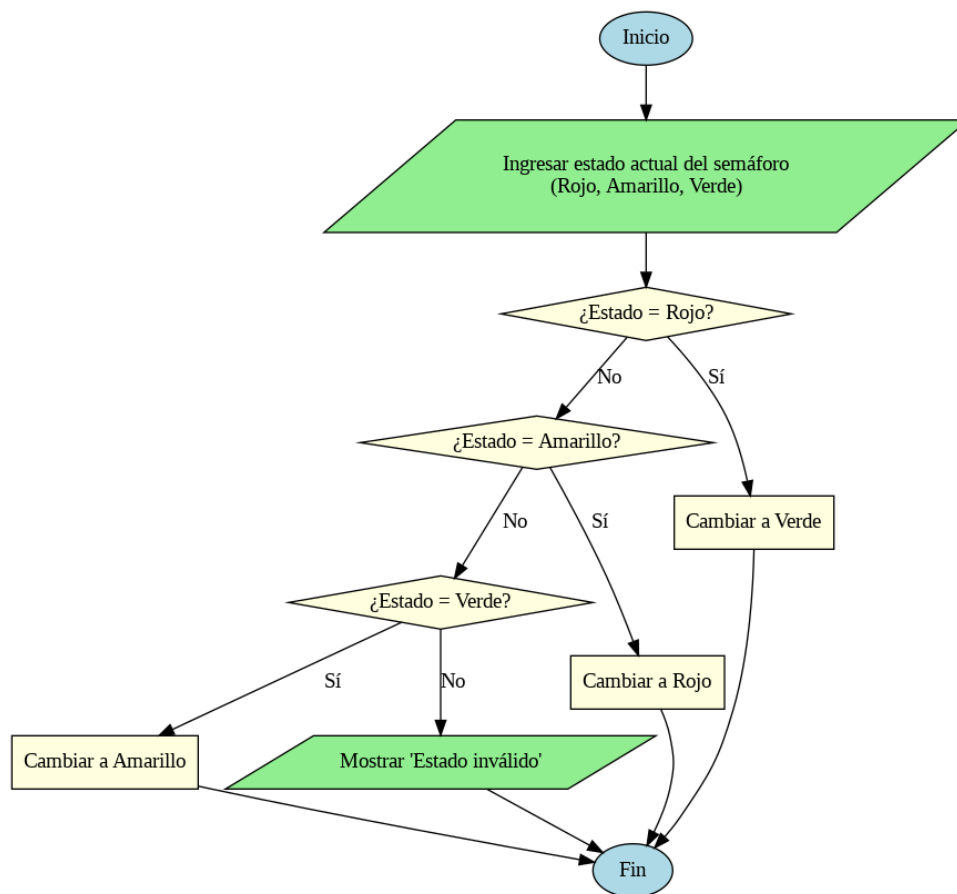 Inicio
Ingresar estado actual del semáforo
(Rojo, Amarillo, Verde)
¿Estado = Rojo?
No
Sí
¿Estado = Amarillo?
Cambiar a Verde
No
Sí
¿Estado = Verde?
Cambiar a Rojo
Sí
No
Cambiar a Amarillo
Mostrar 'Estado inválido'
Fin